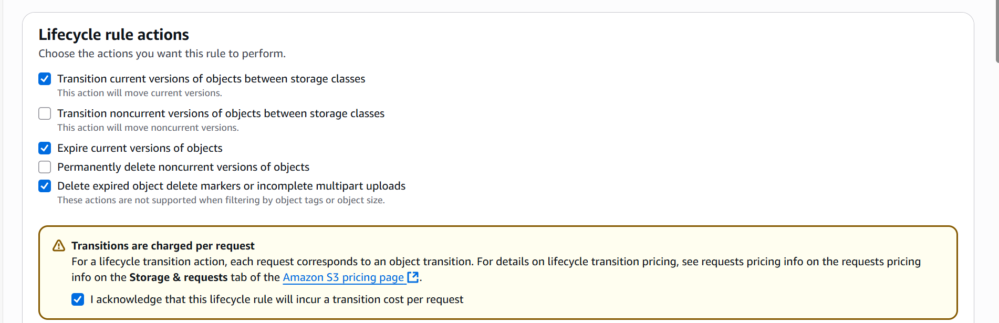 Lifecycle rule actions
Choose the actions you want this rule to perform.
Transition current versions of objects between storage classes
This action will move current versions.
Transition noncurrent versions of objects between storage classes
This action will move noncurrent versions.
Expire current versions of objects
Permanently delete noncurrent versions of objects
Delete expired object delete markers or incomplete multipart uploads
These actions are not supported when filtering by object tags or object size.
Transitions are charged per request
For a lifecycle transition action, each request corresponds to an object transition. For details on lifecycle transition pricing, see requests pricing info on the requests pricing
info on the Storage & requests tab of the Amazon S3 pricing page.
I acknowledge that this lifecycle rule will incur a transition cost per request